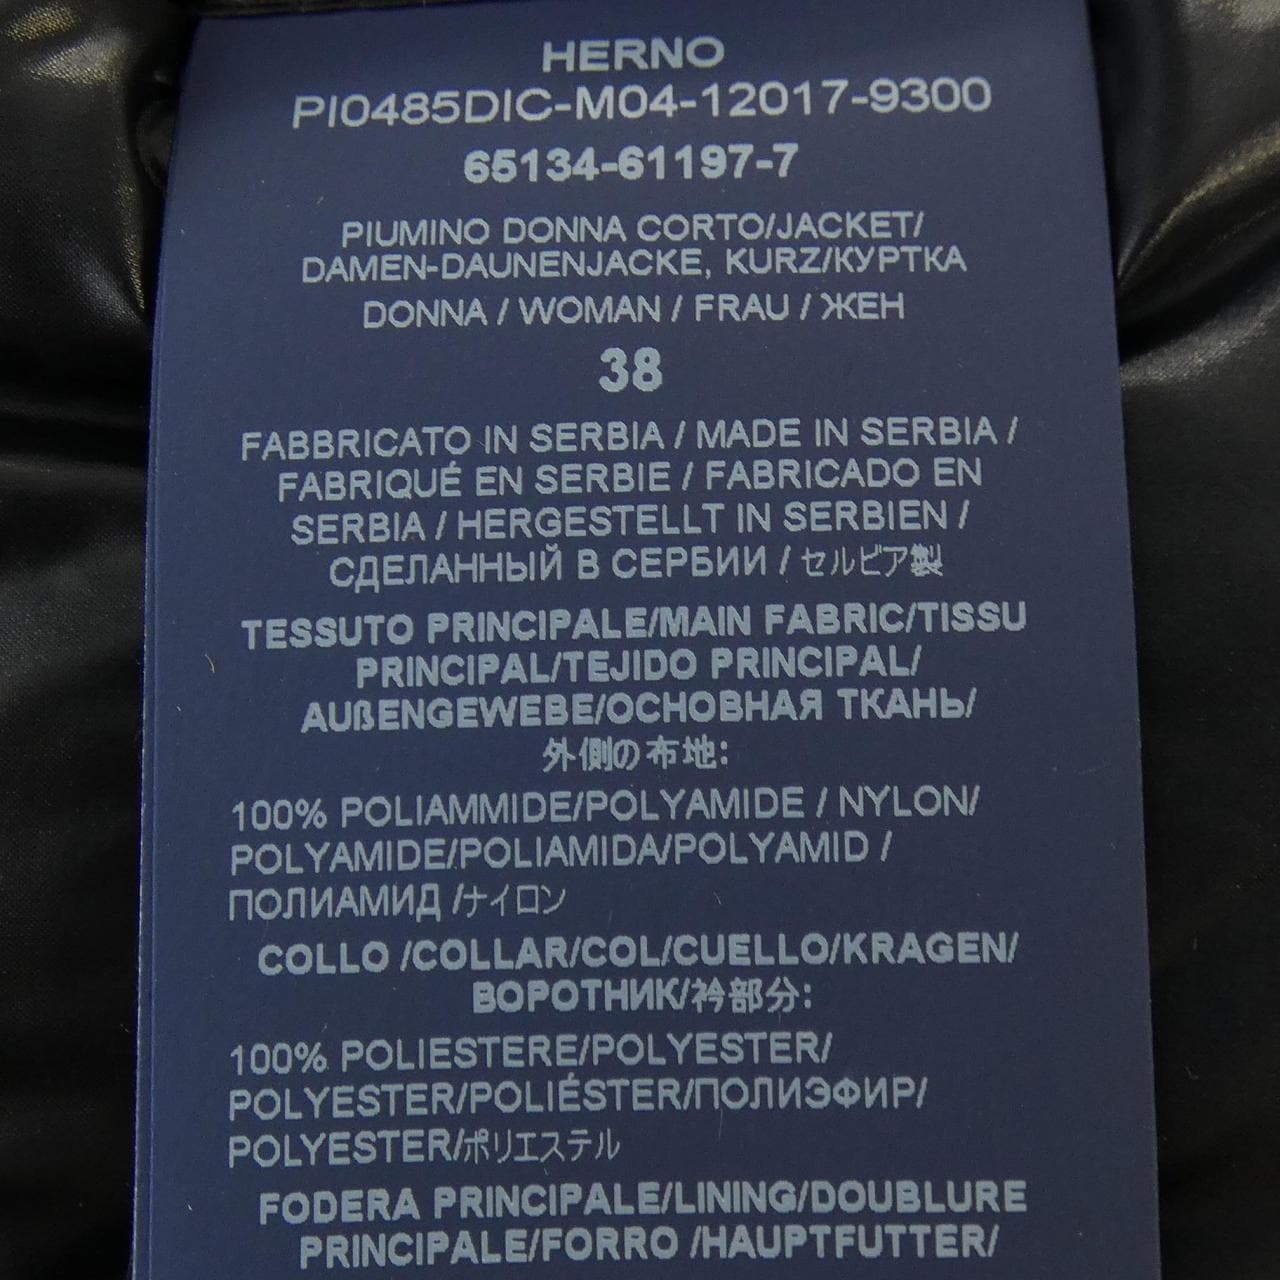 HERNO
PI0485DIC-M04-12017-9300
65134-61197-7
PIUMINO DONNA CORTO/JACKET/
DAMEN-DAUNENJACKE, KURZ/КУРТКА
DONNA / WOMAN / FRAU / ЖЕН
38
FABBRICATO IN SERBIA / MADE IN SERBIA /
FABRIQUÉ EN SERBIE / FABRICADO EN
SERBIA / HERGESTELLT IN SERBIEN /
СДЕЛАННЫЙ В СЕРБИИ / セルビア製
TESSUTO PRINCIPALE/MAIN FABRIC/TISSU
PRINCIPAL/TEJIDO PRINCIPAL/
AUßENGEWEBE/ОСНОВНАЯ ТКАНЬ/
外側の布地:
100% POLIAMMIDE/POLYAMIDE / NYLON/
POLYAMIDE/POLIAMIDA/POLYAMID /
ПОЛИАМИД /ナイロン
COLLO /COLLAR/COL/CUELLO/KRAGEN/
ВОРОТНИК/衿部分:
100% POLIESTERE/POLYESTER/
POLYESTER/POLIÉSTER/ПОЛИЭФИР/
POLYESTER/ポリエステル
FODERA PRINCIPALE/LINING/DOUBLURE
PRINCIPALE/FORRO /HAUPTFUTTER/